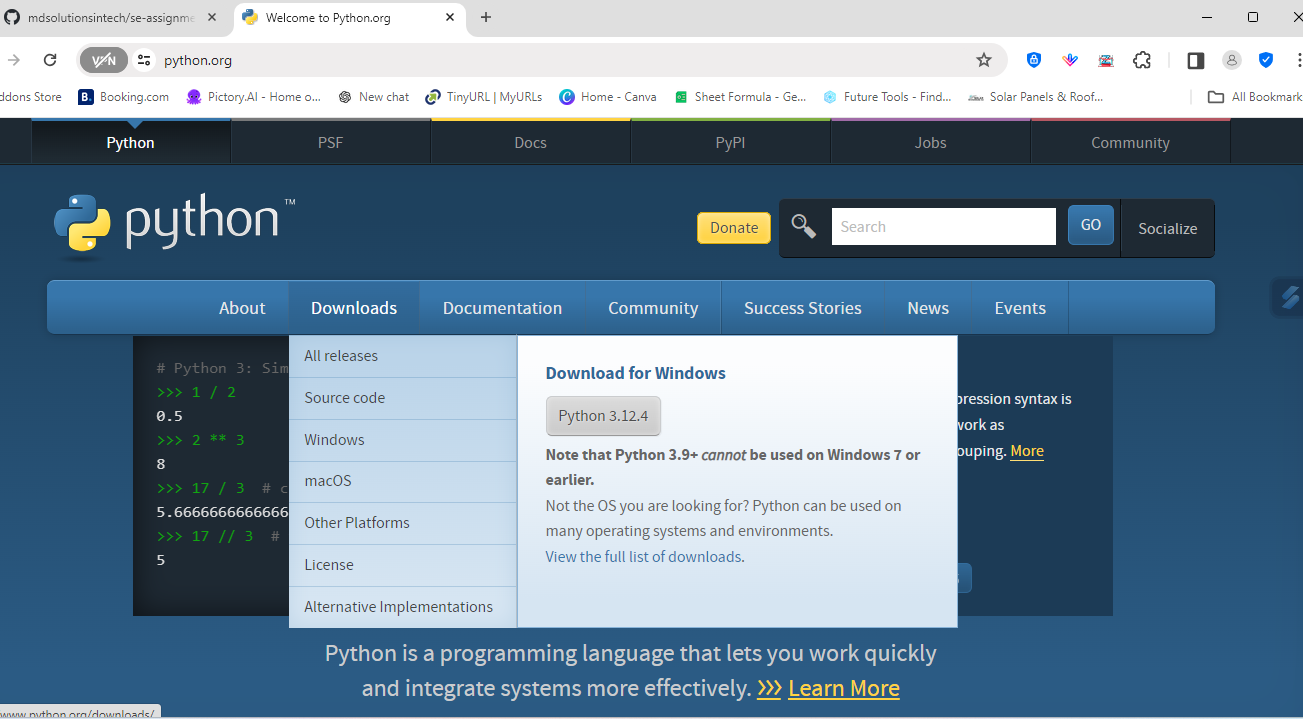 mdsolutionsintech/se-assignme
Welcome to Python.org
VPN
python.org
ddons Store
B. Booking.com
Pictory.AI - Home o...
New chat
TinyURL | MyURLs
Home - Canva
Sheet Formula - Ge...
Future Tools - Find...
Solar Panels & Roof...
All Bookmark
Python
PSF
Docs
PyPI
Jobs
Community
python™
Donate
Search
GO
Socialize
About
Downloads
Documentation
Community
Success Stories
News
Events
# Python 3: Sim
>>> 1 / 2
0.5
>>> 2 ** 3
8
>>> 17 / 3 # c
5.6666666666666
>>> 17 // 3 #
5
All releases
Source code
Windows
macOS
Other Platforms
License
Alternative Implementations
Download for Windows
Python 3.12.4
Note that Python 3.9+ cannot be used on Windows 7 or
earlier.
Not the OS you are looking for? Python can be used on
many operating systems and environments.
View the full list of downloads.
pression syntax is
work as
ouping. More
Python is a programming language that lets you work quickly
and integrate systems more effectively. >>> Learn More
www.python.org/downloads/